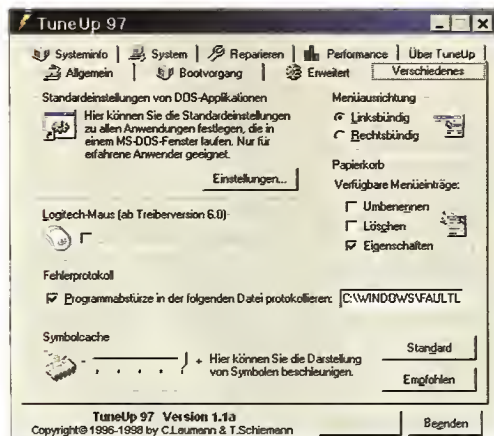 TuneUp 97
Systeminfo System Reparieren Performance Über TuneUp
Allgemein Bootvorgang Erweitert Verschiedenes
Standardeinstellungen von DOS-Applikationen
Hier können Sie die Standardeinstellungen
zu allen Anwendungen festlegen, die in
einem MS-DOS-Fenster laufen. Nur für
erfahrene Anwender geeignet.
Einstellungen...
Menüausrichtung
Linksbündig
Rechtsbündig
Papierkorb
Verfügbare Menüeinträge:
Umbenennen
Löschen
Eigenschaften
Logitech-Maus (ab Treiberversion 6.0)
Fehlerprotokoll
Programmabstürze in der folgenden Datei protokollieren: C:\WINDOWS\FAULTL
Symbolcache
- +
Hier können Sie die Darstellung
von Symbolen beschleunigen.
Standard
Empfohlen
TuneUp 97 Version 1.1a
Copyright© 1996-1998 by C.Laumann & T.Schiemann
Beenden